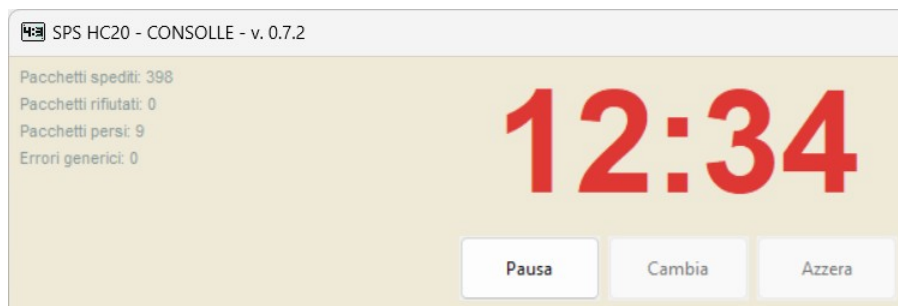 SPS HC20 - CONSOLLE - v. 0.7.2
Pacchetti spediti: 398
Pacchetti rifiutati: 0
Pacchetti persi: 9
Errori generici: 0
12:34
Pausa Cambia Azzera